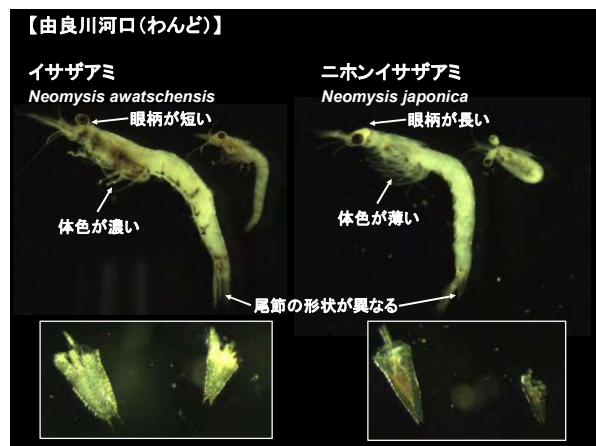 【由良川河口（わんど）】
イサザアミ
Neomysis awatschensis
眼柄が短い
体色が濃い
ニホンイサザアミ
Neomysis japonica
眼柄が長い
体色が薄い
尾節の形状が異なる